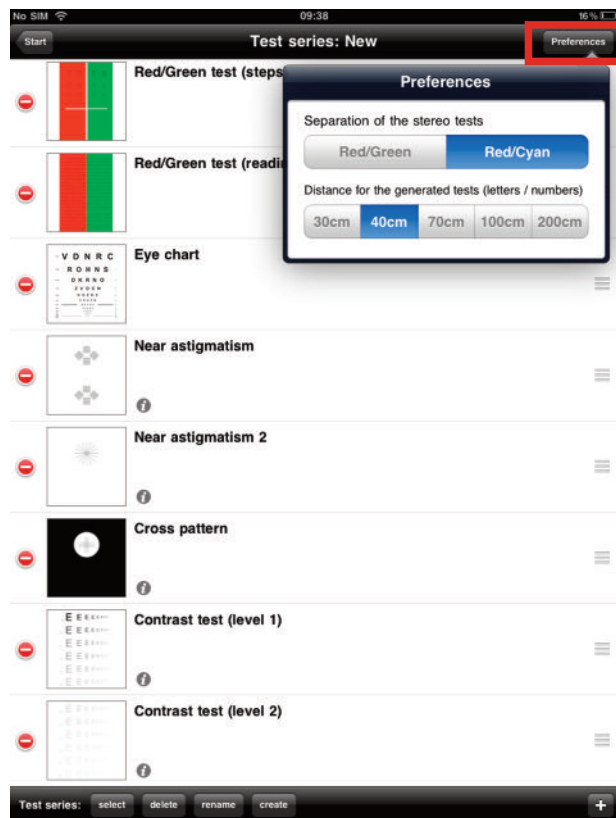 No SIM 09:38 16%
Start Test series: New Preferences
Red/Green test (steps
Preferences
Separation of the stereo tests
Red/Green Red/Cyan
Red/Green test (readi
Distance for the generated tests (letters / numbers)
30cm 40cm 70cm 100cm 200cm
Eye chart
V D N R C
R O H N S
D K R N O
Z V D E N
Near astigmatism
Near astigmatism 2
Cross pattern
Contrast test (level 1)
E E E
E E E
E E E
E E E
E E E
Contrast test (level 2)
Test series: select delete rename create +